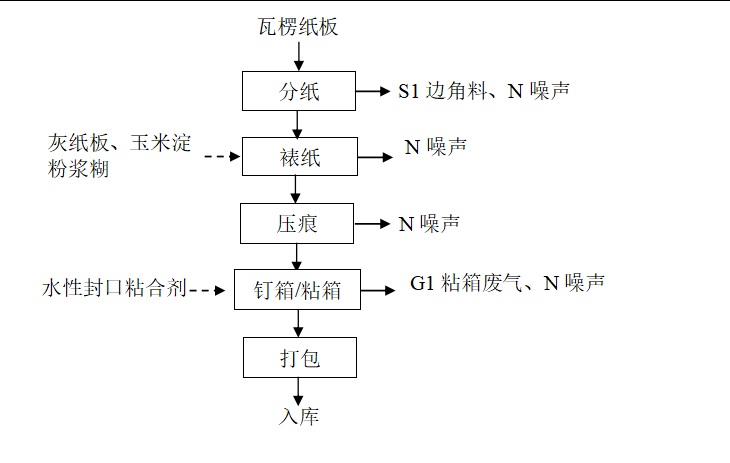 瓦楞纸板
分纸
S1 边角料、N 噪声
灰纸板、玉米淀
粉浆糊
裱纸
N 噪声
压痕
N 噪声
水性封口粘合剂
钉箱/粘箱
G1 粘箱废气、N 噪声
打包
入库